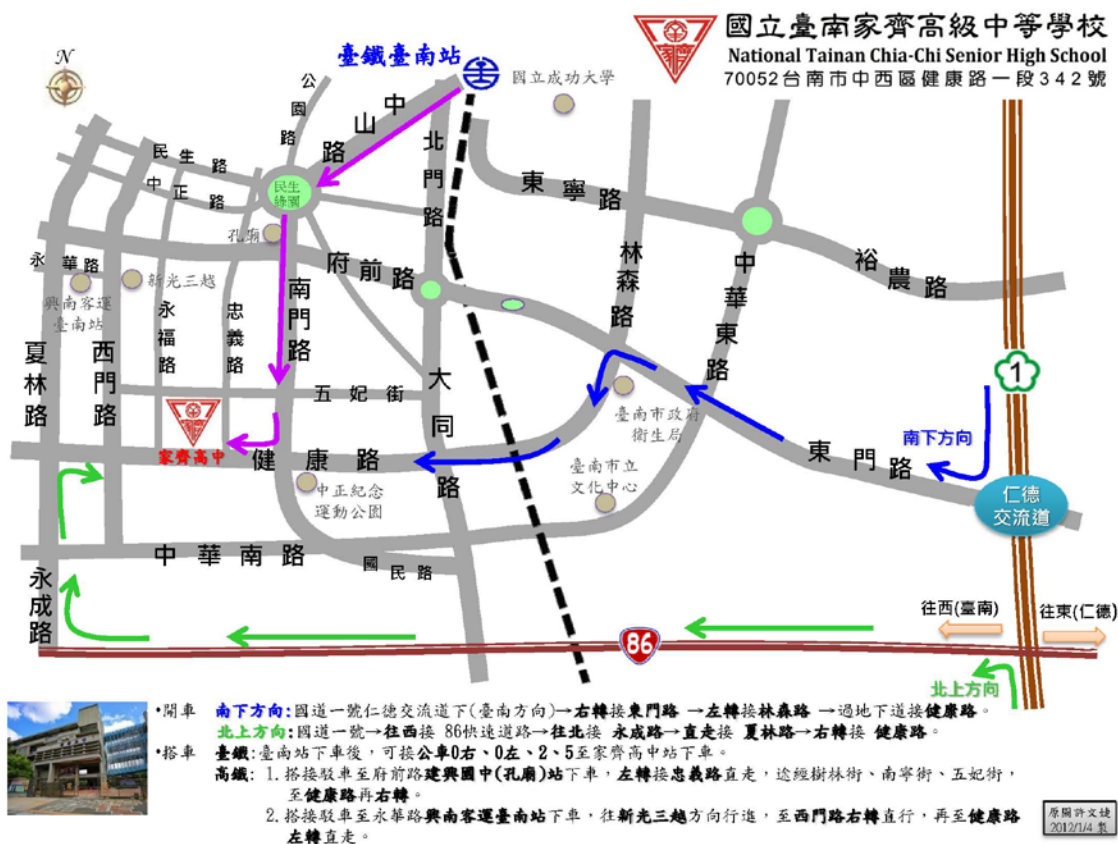 國立臺南家齊高級中等學校
National Tainan Chia-Chi Senior High School
70052台南市中西區健康路一段342號
N
臺鐵臺南站
國立成功大學
公園路
中山路
北門路
民生路
中正路
民生綠園
東寧路
孔廟
林森路
中華東路
裕農路
永華路
新光三越
興南客運
臺南站
府前路
南門路
永福路
忠義路
夏林路
西門路
五妃街
大同路
1
家齊
家齊高中
健康路
臺南市政府
衛生局
東門路
南下方向
仁德
交流道
中正紀念
運動公園
臺南市立
文化中心
中華南路
國民路
永成路
86
往西(臺南)
往東(仁德)
北上方向
•開車 南下方向:國道一號仁德交流道下(臺南方向)→右轉接東門路 →左轉接林森路 →過地下道接健康路。
北上方向:國道一號→往西接 86快速道路→往北接 永成路→直走接 夏林路→右轉接 健康路。
•搭車 臺鐵:臺南站下車後,可接公車0右、0左、2、5至家齊高中站下車。
高鐵: 1.搭接駁車至府前路建興國中(孔廟)站下車,左轉接忠義路直走,途經樹林街、南寧街、五妃街,
至健康路再右轉。
2.搭接駁車至永華路興南客運臺南站下車,往新光三越方向行進,至西門路右轉直行,再至健康路
左轉直走。
原圖許文捷
2012/1/4 製